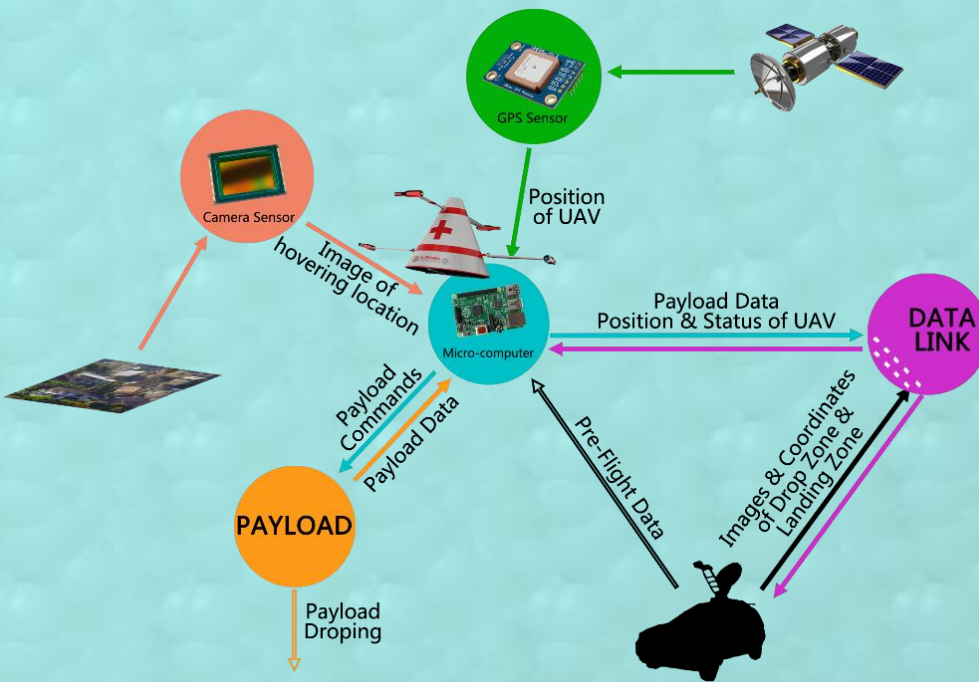 GPS Sensor
Position
of UAV
Camera Sensor
Image of
hovering location
Micro-computer
Payload Data
Position & Status of UAV
DATA
LINK
Payload
Commands
Payload Data
Pre-Flight Data
Images & Coordinates
of Drop Zone &
Landing Zone
PAYLOAD
Payload
Droping